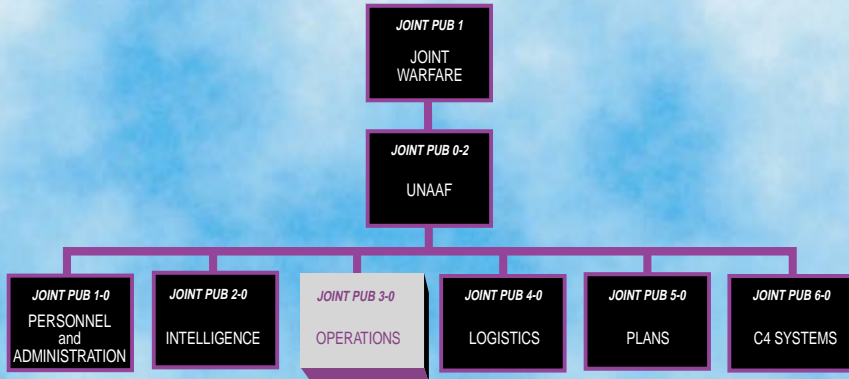 JOINT PUB 1
JOINT
WARFARE
JOINT PUB 0-2
UNAAF
JOINT PUB 1-0
PERSONNEL
and
ADMINISTRATION
JOINT PUB 2-0
INTELLIGENCE
JOINT PUB 3-0
OPERATIONS
JOINT PUB 4-0
LOGISTICS
JOINT PUB 5-0
PLANS
JOINT PUB 6-0
C4 SYSTEMS